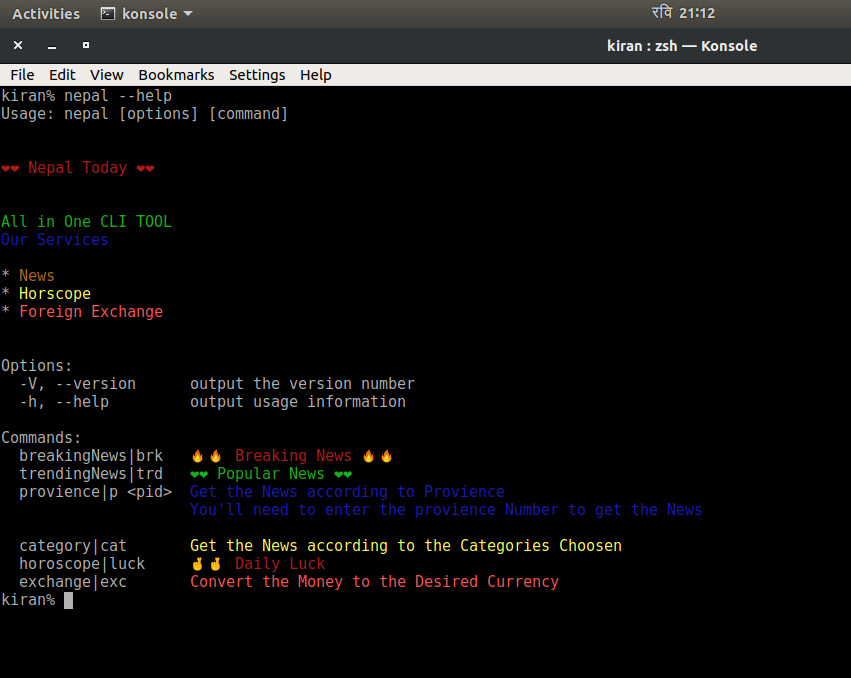 Activities konsole रवि 21:12
kiran : zsh — Konsole
File Edit View Bookmarks Settings Help
kiran% nepal --help
Usage: nepal [options] [command]
❤❤ Nepal Today ❤❤
All in One CLI TOOL
Our Services
* News
* Horscope
* Foreign Exchange
Options:
-V, --version output the version number
-h, --help output usage information
Commands:
breakingNews|brk 🔥🔥 Breaking News 🔥🔥
trendingNews|trd ❤❤ Popular News ❤❤
provience|p <pid> Get the News according to Provience
You'll need to enter the provience Number to get the News
category|cat Get the News according to the Categories Choosen
horoscope|luck 🤞🤞 Daily Luck
exchange|exc Convert the Money to the Desired Currency
kiran%